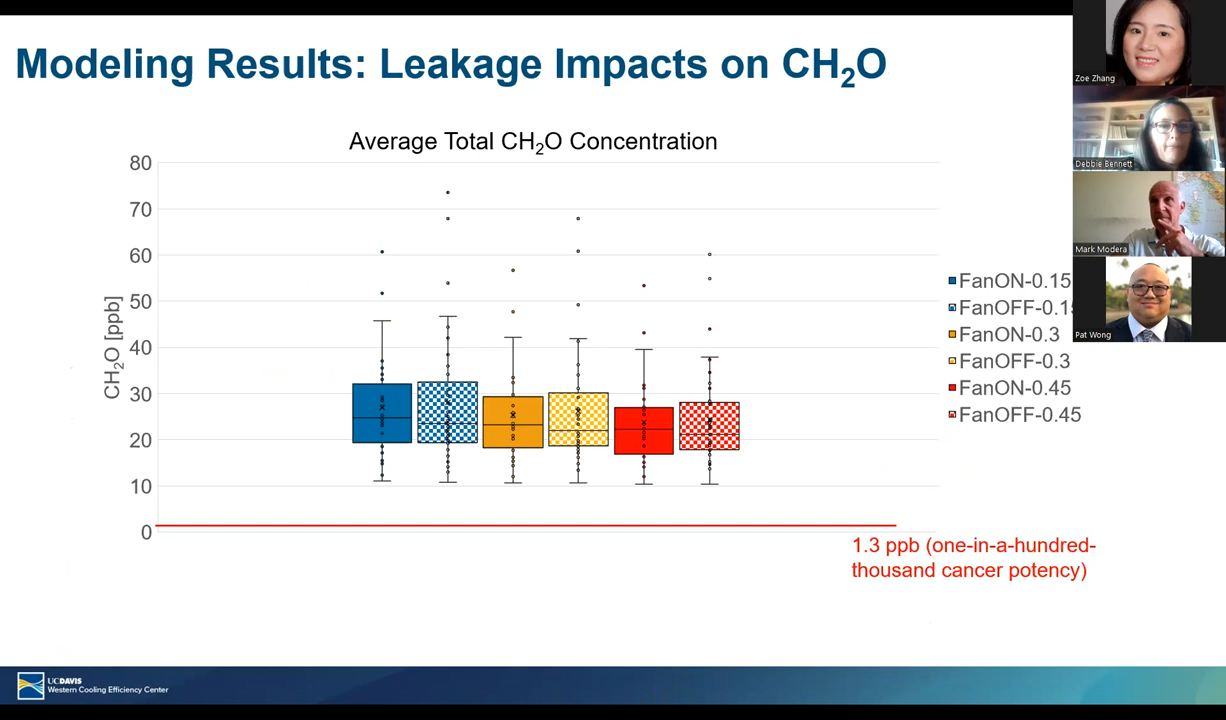 Modeling Results: Leakage Impacts on CH₂O
Zoe Zhang
Debbie Bennett
Mark Modera
Pat Wong
Average Total CH₂O Concentration
CH₂O [ppb]
80
70
60
50
40
30
20
10
0
FanON-0.15
FanOFF-0.15
FanON-0.3
FanOFF-0.3
FanON-0.45
FanOFF-0.45
1.3 ppb (one-in-a-hundred-
thousand cancer potency)
UCDAVIS
Western Cooling Efficiency Center